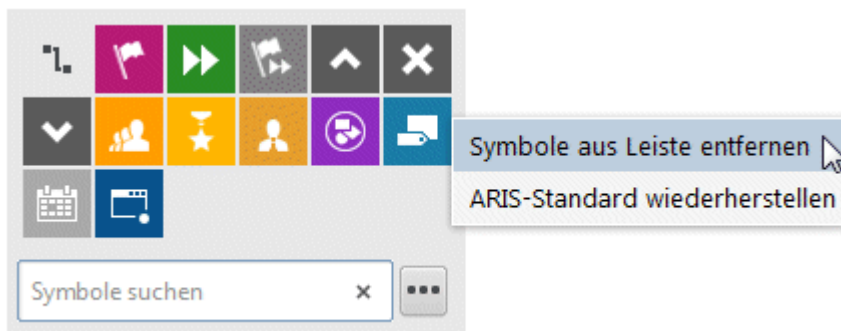 Symbole aus Leiste entfernen
ARIS-Standard wiederherstellen
Symbole suchen